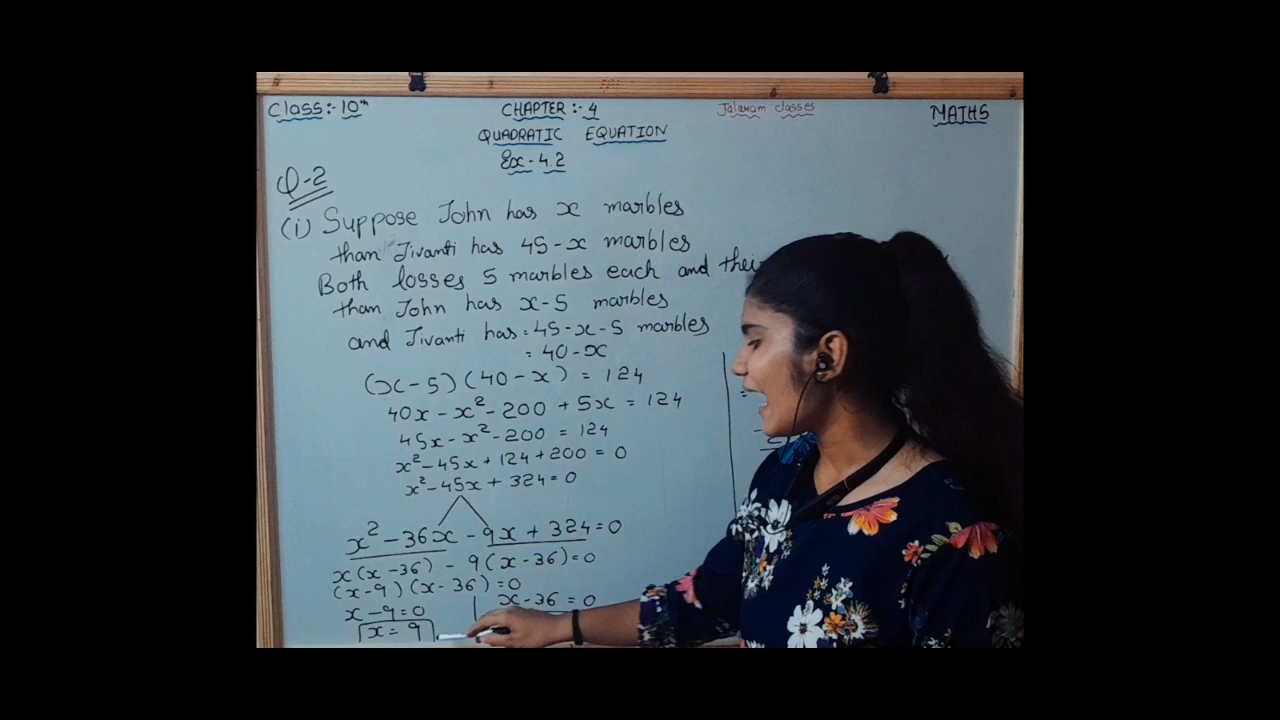 Class:- 10th
CHAPTER :- 4
Jalaram classes
MATHS
QUADRATIC EQUATION
Ex - 4.2
Q-2
(i) Suppose John has x marbles
than Jivanti has 45 - x marbles
Both losses 5 marbles each and their
than John has x - 5 marbles
and Jivanti has = 45 - x - 5 marbles
= 40 - x
(x - 5) (40 - x) = 124
40x - x² - 200 + 5x = 124
45x - x² - 200 = 124
x² - 45x + 124 + 200 = 0
x² - 45x + 324 = 0
x² - 36x - 9x + 324 = 0
x(x - 36) - 9(x - 36) = 0
(x - 9) (x - 36) = 0
x - 9 = 0
x = 9
x - 36 = 0